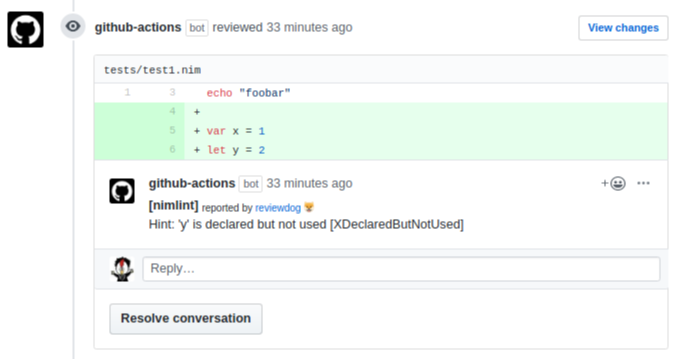 github-actions bot reviewed 33 minutes ago View changes
tests/test1.nim
1 3 echo "foobar"
4 +
5 + var x = 1
6 + let y = 2
github-actions bot 33 minutes ago
[nimlint] reported by reviewdog
Hint: 'y' is declared but not used [XDeclaredButNotUsed]
Reply…
Resolve conversation